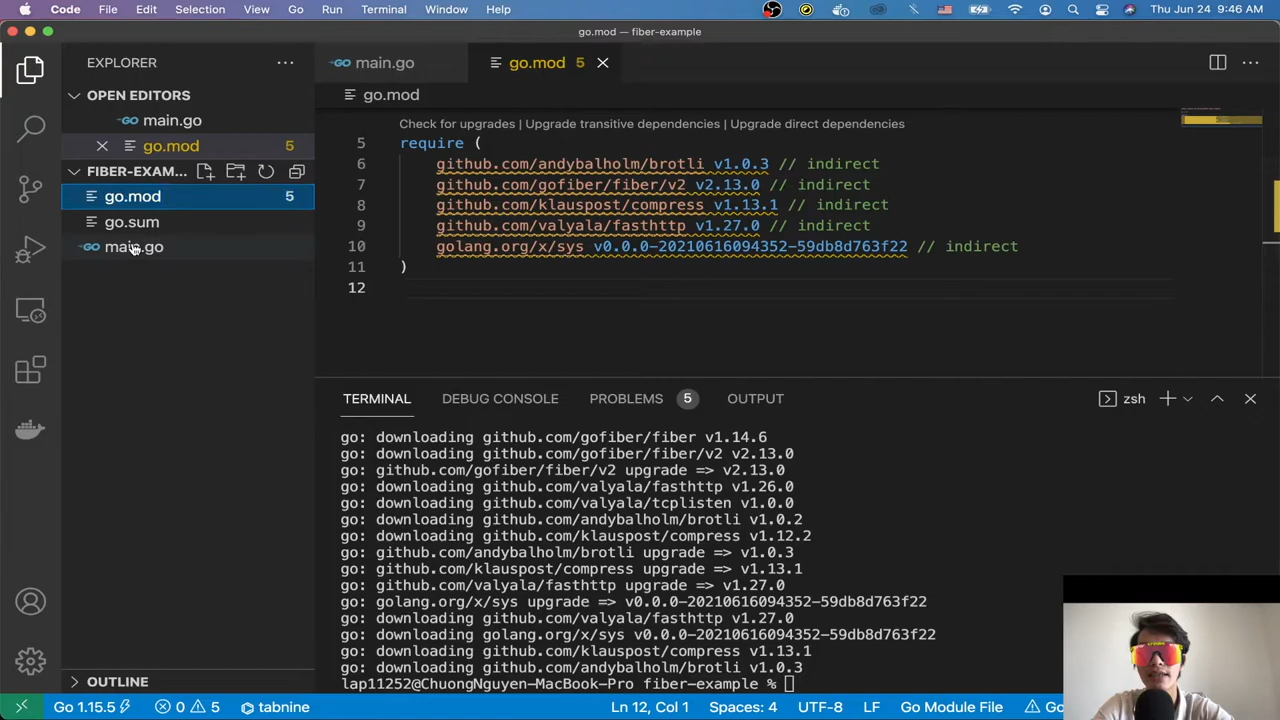 Code File Edit Selection View Go Run Terminal Window Help Thu Jun 24 9:46 AM
go.mod — fiber-example
EXPLORER
OPEN EDITORS
main.go
go.mod 5
FIBER-EXAM...
go.mod 5
go.sum
main.go
OUTLINE
main.go go.mod 5
go.mod
Check for upgrades | Upgrade transitive dependencies | Upgrade direct dependencies
5 require (
6 github.com/andybalholm/brotli v1.0.3 // indirect
7 github.com/gofiber/fiber/v2 v2.13.0 // indirect
8 github.com/klauspost/compress v1.13.1 // indirect
9 github.com/valyala/fasthttp v1.27.0 // indirect
10 golang.org/x/sys v0.0.0-20210616094352-59db8d763f22 // indirect
11 )
12
TERMINAL DEBUG CONSOLE PROBLEMS 5 OUTPUT zsh
go: downloading github.com/gofiber/fiber v1.14.6
go: downloading github.com/gofiber/fiber/v2 v2.13.0
go: github.com/gofiber/fiber/v2 upgrade => v2.13.0
go: downloading github.com/valyala/fasthttp v1.26.0
go: downloading github.com/valyala/tcplisten v1.0.0
go: downloading github.com/andybalholm/brotli v1.0.2
go: downloading github.com/klauspost/compress v1.12.2
go: github.com/andybalholm/brotli upgrade => v1.0.3
go: github.com/klauspost/compress upgrade => v1.13.1
go: github.com/valyala/fasthttp upgrade => v1.27.0
go: golang.org/x/sys upgrade => v0.0.0-20210616094352-59db8d763f22
go: downloading github.com/valyala/fasthttp v1.27.0
go: downloading golang.org/x/sys v0.0.0-20210616094352-59db8d763f22
go: downloading github.com/klauspost/compress v1.13.1
go: downloading github.com/andybalholm/brotli v1.0.3
lap11252@ChuongNguyen-MacBook-Pro fiber-example %
Go 1.15.5 0 5 tabnine Ln 12, Col 1 Spaces: 4 UTF-8 LF Go Module File Go